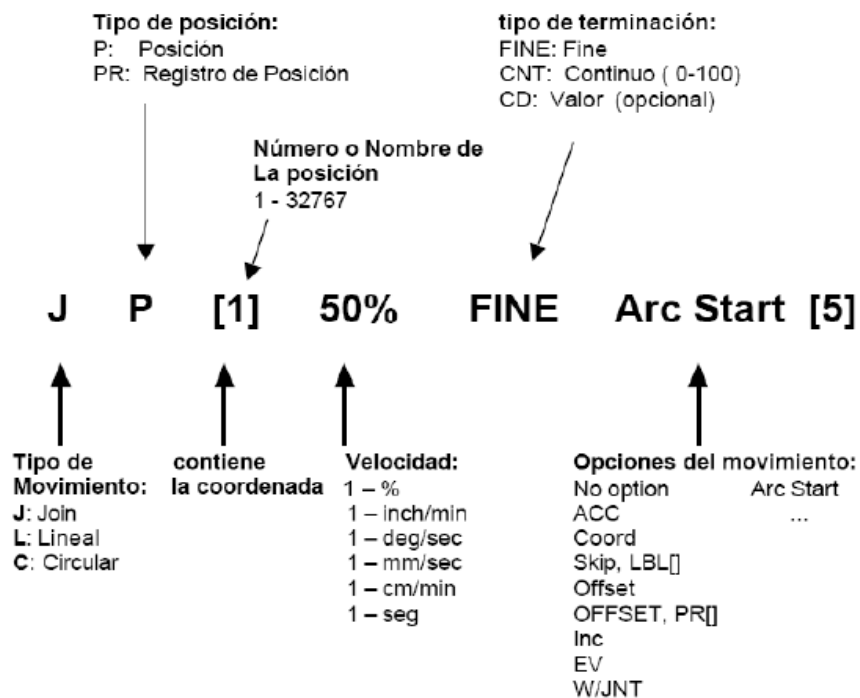 Tipo de posición:
P: Posición
PR: Registro de Posición
tipo de terminación:
FINE: Fine
CNT: Continuo ( 0-100)
CD: Valor (opcional)
Número o Nombre de
La posición
1 - 32767
J P [1] 50% FINE Arc Start [5]
Tipo de
Movimiento:
J: Join
L: Lineal
C: Circular
contiene
la coordenada
Velocidad:
1 – %
1 – inch/min
1 – deg/sec
1 – mm/sec
1 – cm/min
1 – seg
Opciones del movimiento:
No option Arc Start
ACC ...
Coord
Skip, LBL[]
Offset
OFFSET, PR[]
Inc
EV
W/JNT